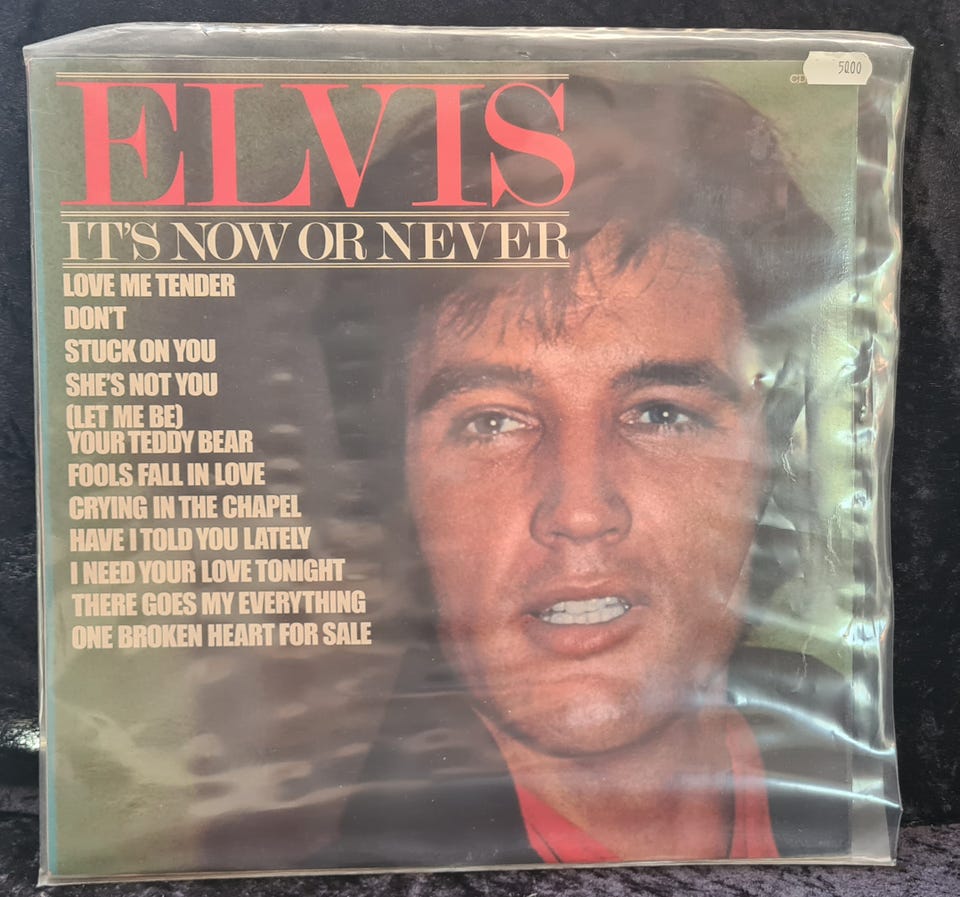 ELVIS
5000
CD
IT'S NOW OR NEVER
LOVE ME TENDER
DON'T
STUCK ON YOU
SHE'S NOT YOU
(LET ME BE)
YOUR TEDDY BEAR
FOOLS FALL IN LOVE
CRYING IN THE CHAPEL
HAVE I TOLD YOU LATELY
I NEED YOUR LOVE TONIGHT
THERE GOES MY EVERYTHING
ONE BROKEN HEART FOR SALE